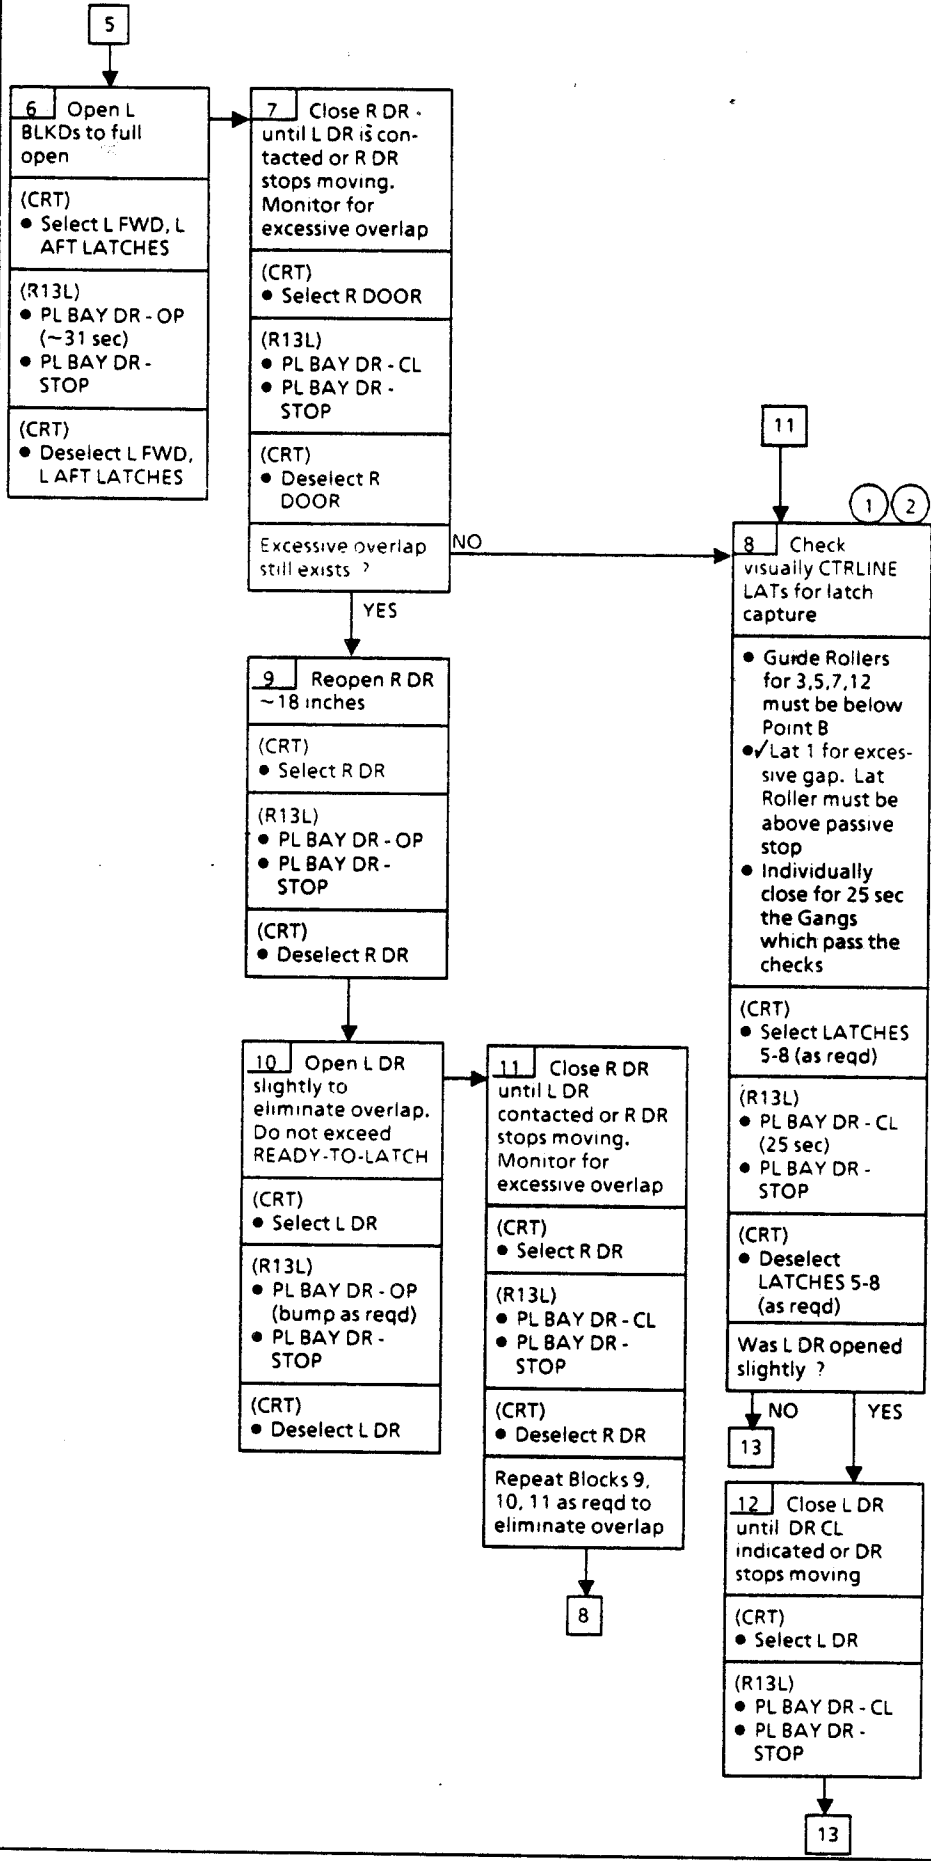 5
6 Open L
BLKDs to full
open
(CRT)
● Select L FWD, L
AFT LATCHES
(R13L)
● PL BAY DR - OP
(~31 sec)
● PL BAY DR -
STOP
(CRT)
● Deselect L FWD,
L AFT LATCHES
7 Close R DR -
until L DR is con-
tacted or R DR
stops moving.
Monitor for
excessive overlap
(CRT)
● Select R DOOR
(R13L)
● PL BAY DR - CL
● PL BAY DR -
STOP
(CRT)
● Deselect R
DOOR
Excessive overlap
still exists ?
NO
YES
9 Reopen R DR
~18 inches
(CRT)
● Select R DR
(R13L)
● PL BAY DR - OP
● PL BAY DR -
STOP
(CRT)
● Deselect R DR
10 Open L DR
slightly to
eliminate overlap.
Do not exceed
READY-TO-LATCH
(CRT)
● Select L DR
(R13L)
● PL BAY DR - OP
(bump as reqd)
● PL BAY DR -
STOP
(CRT)
● Deselect L DR
11 Close R DR
until L DR
contacted or R DR
stops moving.
Monitor for
excessive overlap
(CRT)
● Select R DR
(R13L)
● PL BAY DR - CL
● PL BAY DR -
STOP
(CRT)
● Deselect R DR
Repeat Blocks 9,
10, 11 as reqd to
eliminate overlap
8
11
1 2
8 Check
visually CTRLINE
LATs for latch
capture
● Guide Rollers
for 3,5,7,12
must be below
Point B
●✓Lat 1 for exces-
sive gap. Lat
Roller must be
above passive
stop
● Individually
close for 25 sec
the Gangs
which pass the
checks
(CRT)
● Select LATCHES
5-8 (as reqd)
(R13L)
● PL BAY DR - CL
(25 sec)
● PL BAY DR -
STOP
(CRT)
● Deselect
LATCHES 5-8
(as reqd)
Was L DR opened
slightly ?
NO
YES
13
12 Close L DR
until DR CL
indicated or DR
stops moving
(CRT)
● Select L DR
(R13L)
● PL BAY DR - CL
● PL BAY DR -
STOP
13